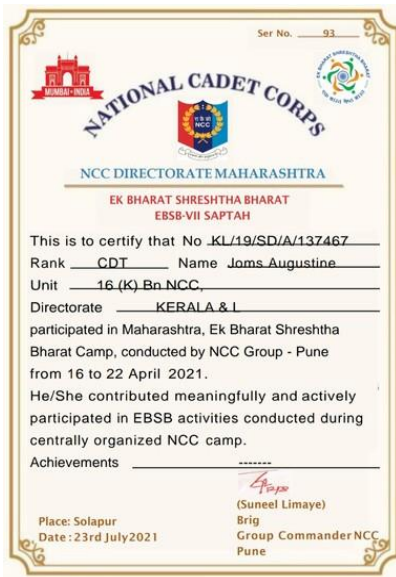 Ser No. 93
MUMBAI-INDIA
EK BHARAT SHRESHTHA BHARAT
NATIONAL CADET CORPS
NCC
NCC DIRECTORATE MAHARASHTRA
EK BHARAT SHRESHTHA BHARAT
EBSB-VII SAPTAH
This is to certify that No KL/19/SD/A/137467
Rank CDT Name Joms Augustine
Unit 16 (K) Bn NCC,
Directorate KERALA & L
participated in Maharashtra, Ek Bharat Shreshtha
Bharat Camp, conducted by NCC Group - Pune
from 16 to 22 April 2021.
He/She contributed meaningfully and actively
participated in EBSB activities conducted during
centrally organized NCC camp.
Achievements -------
(Suneel Limaye)
Place: Solapur Brig
Date : 23rd July2021 Group Commander NCC
Pune